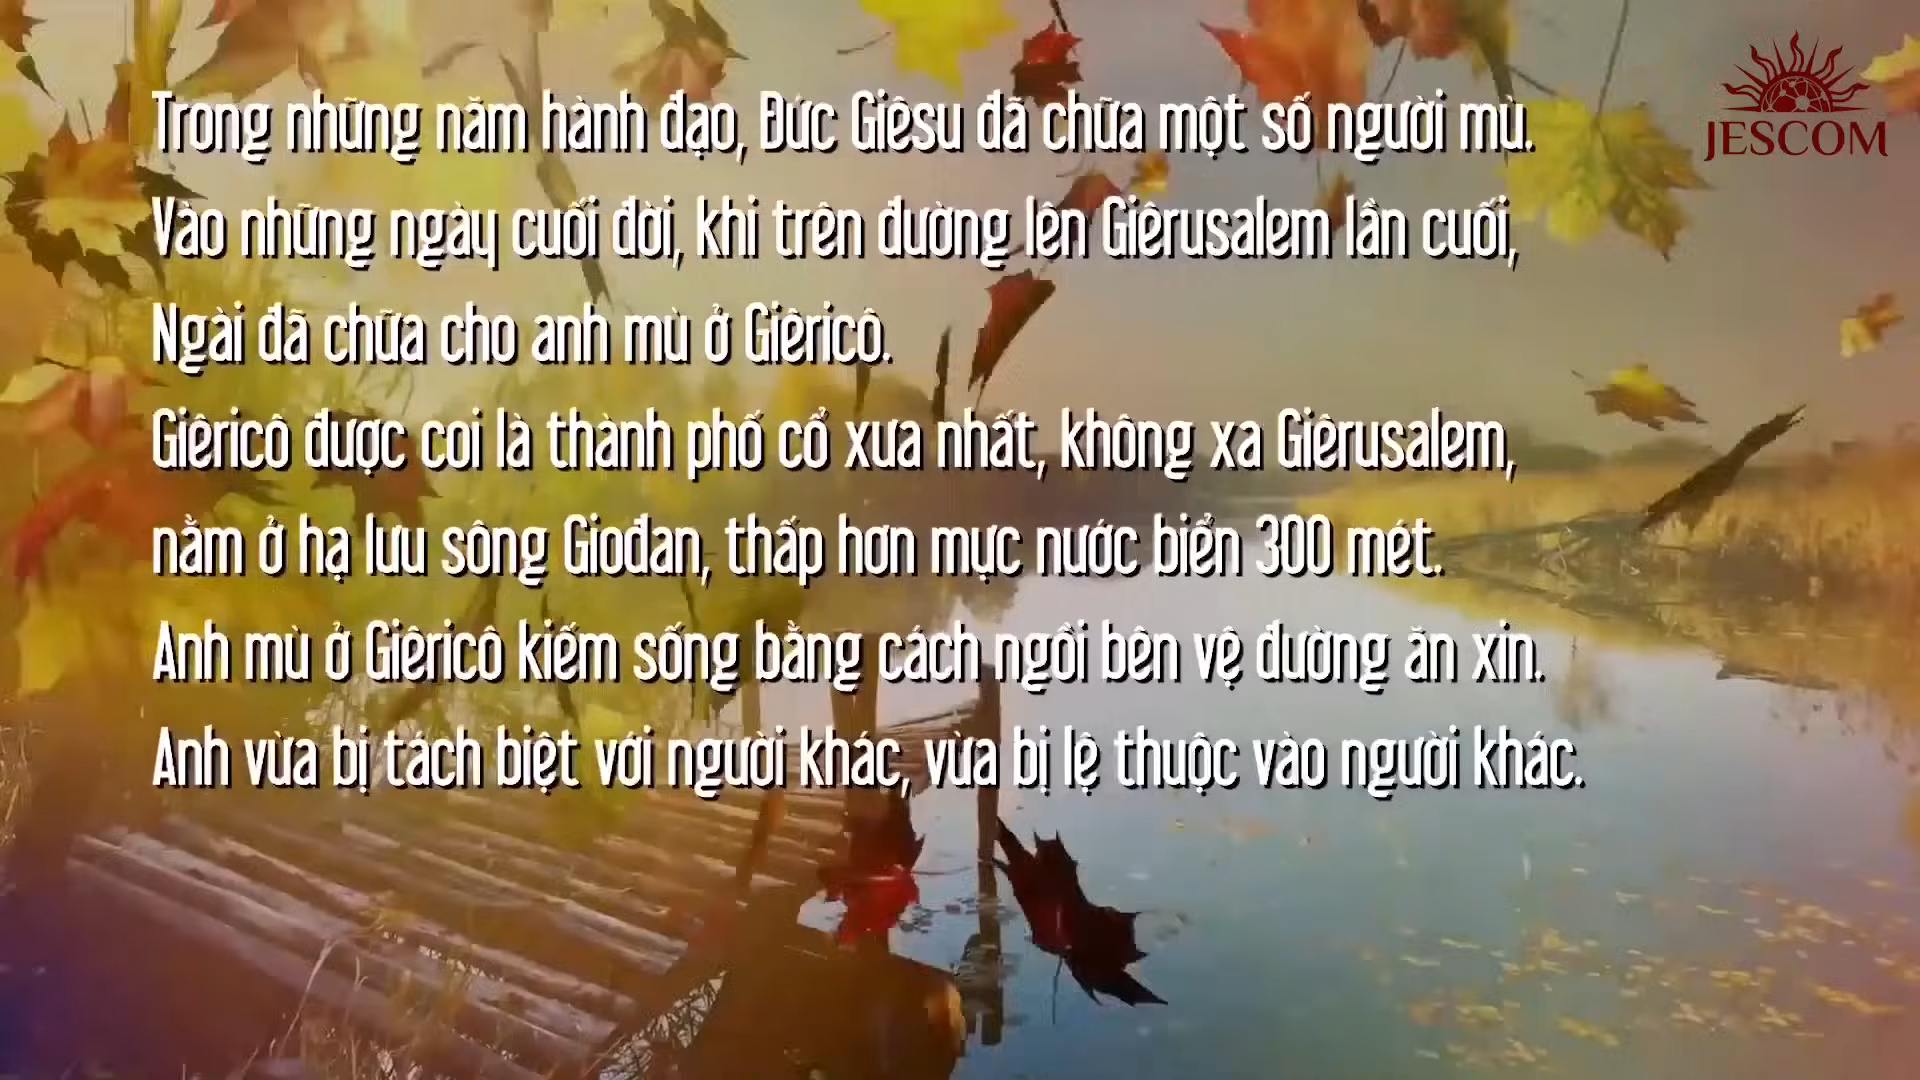 JESCOM
Trong những năm hành đạo, Đức Giêsu đã chữa một số người mù.
Vào những ngày cuối đời, khi trên đường lên Giêrusalem lần cuối,
Ngài đã chữa cho anh mù ở Giêricô.
Giêricô được coi là thành phố cổ xưa nhất, không xa Giêrusalem,
nằm ở hạ lưu sông Giođan, thấp hơn mực nước biển 300 mét.
Anh mù ở Giêricô kiếm sống bằng cách ngồi bên vệ đường ăn xin.
Anh vừa bị tách biệt với người khác, vừa bị lệ thuộc vào người khác.